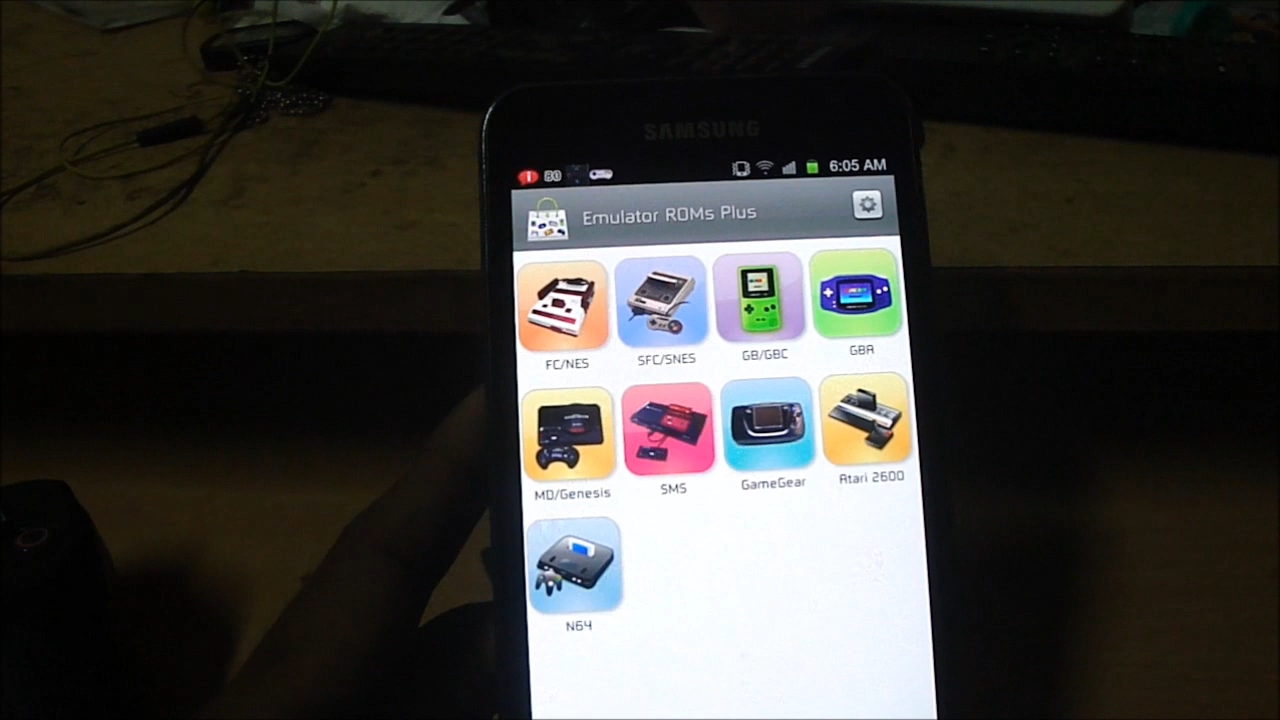 SAMSUNG
80 6:05 AM
Emulator ROMs Plus
FC/NES SFC/SNES GB/GBC GBA
MD/Genesis SMS GameGear Atari 2600
N64